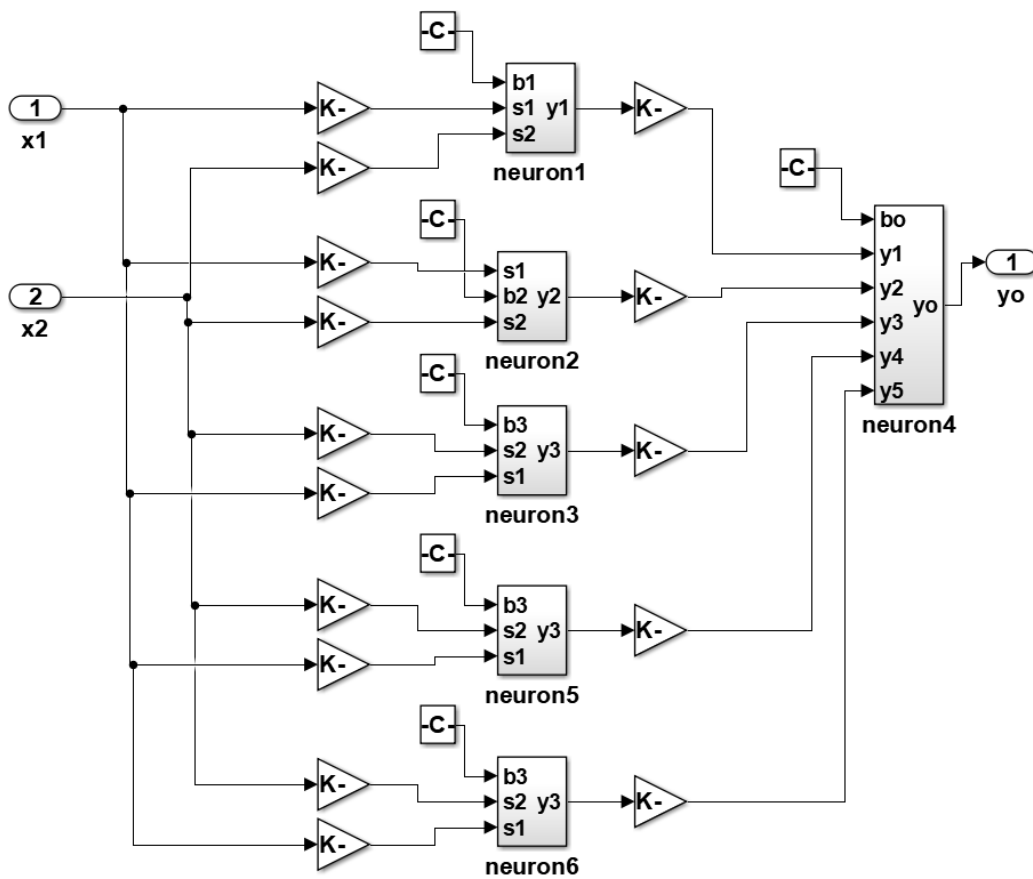 -C-
b1
1
K-
s1 y1
K-
x1
s2
K-
neuron1
-C-
-C-
bo
K-
s1
y1
2
b2 y2
K-
y2
1
x2
K-
s2
yo
yo
neuron2
y3
-C-
y4
b3
y5
K-
s2 y3
K-
neuron4
K-
s1
neuron3
-C-
b3
K-
s2 y3
K-
K-
s1
neuron5
-C-
b3
K-
s2 y3
K-
K-
s1
neuron6